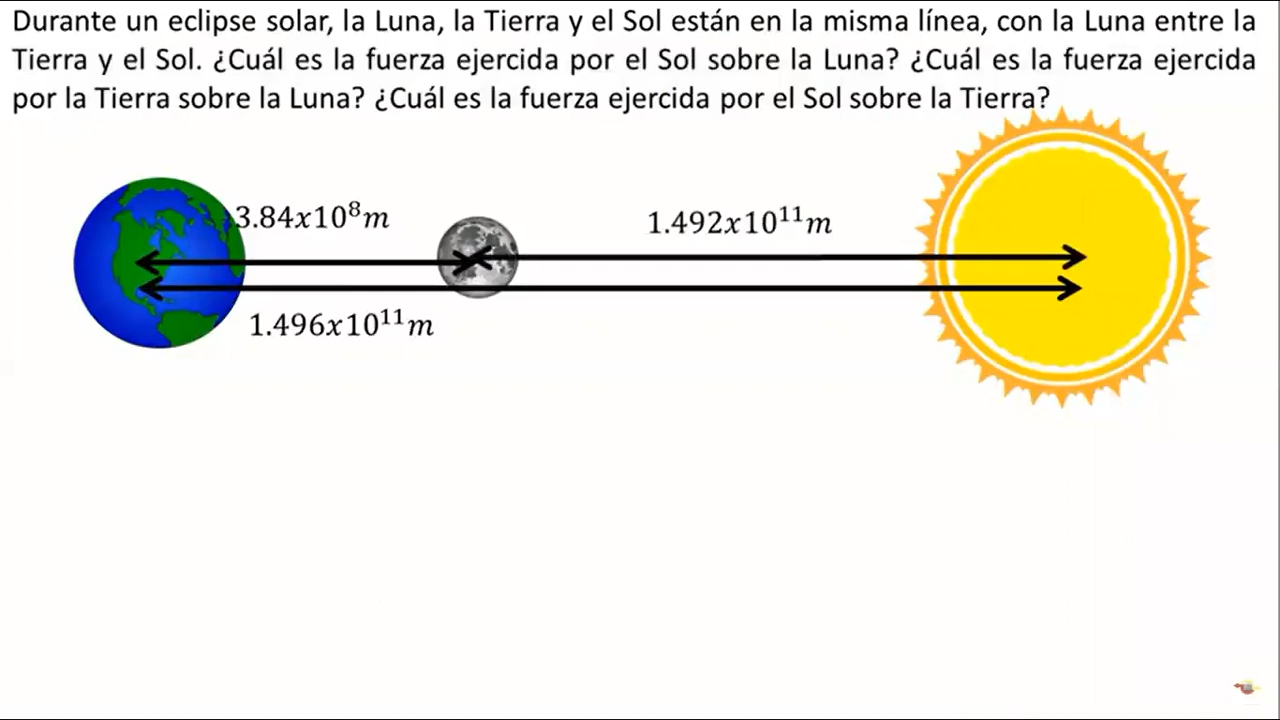 Durante un eclipse solar, la Luna, la Tierra y el Sol están en la misma línea, con la Luna entre la
Tierra y el Sol. ¿Cuál es la fuerza ejercida por el Sol sobre la Luna? ¿Cuál es la fuerza ejercida
por la Tierra sobre la Luna? ¿Cuál es la fuerza ejercida por el Sol sobre la Tierra?
3.84x10⁸m
1.492x10¹¹m
1.496x10¹¹m